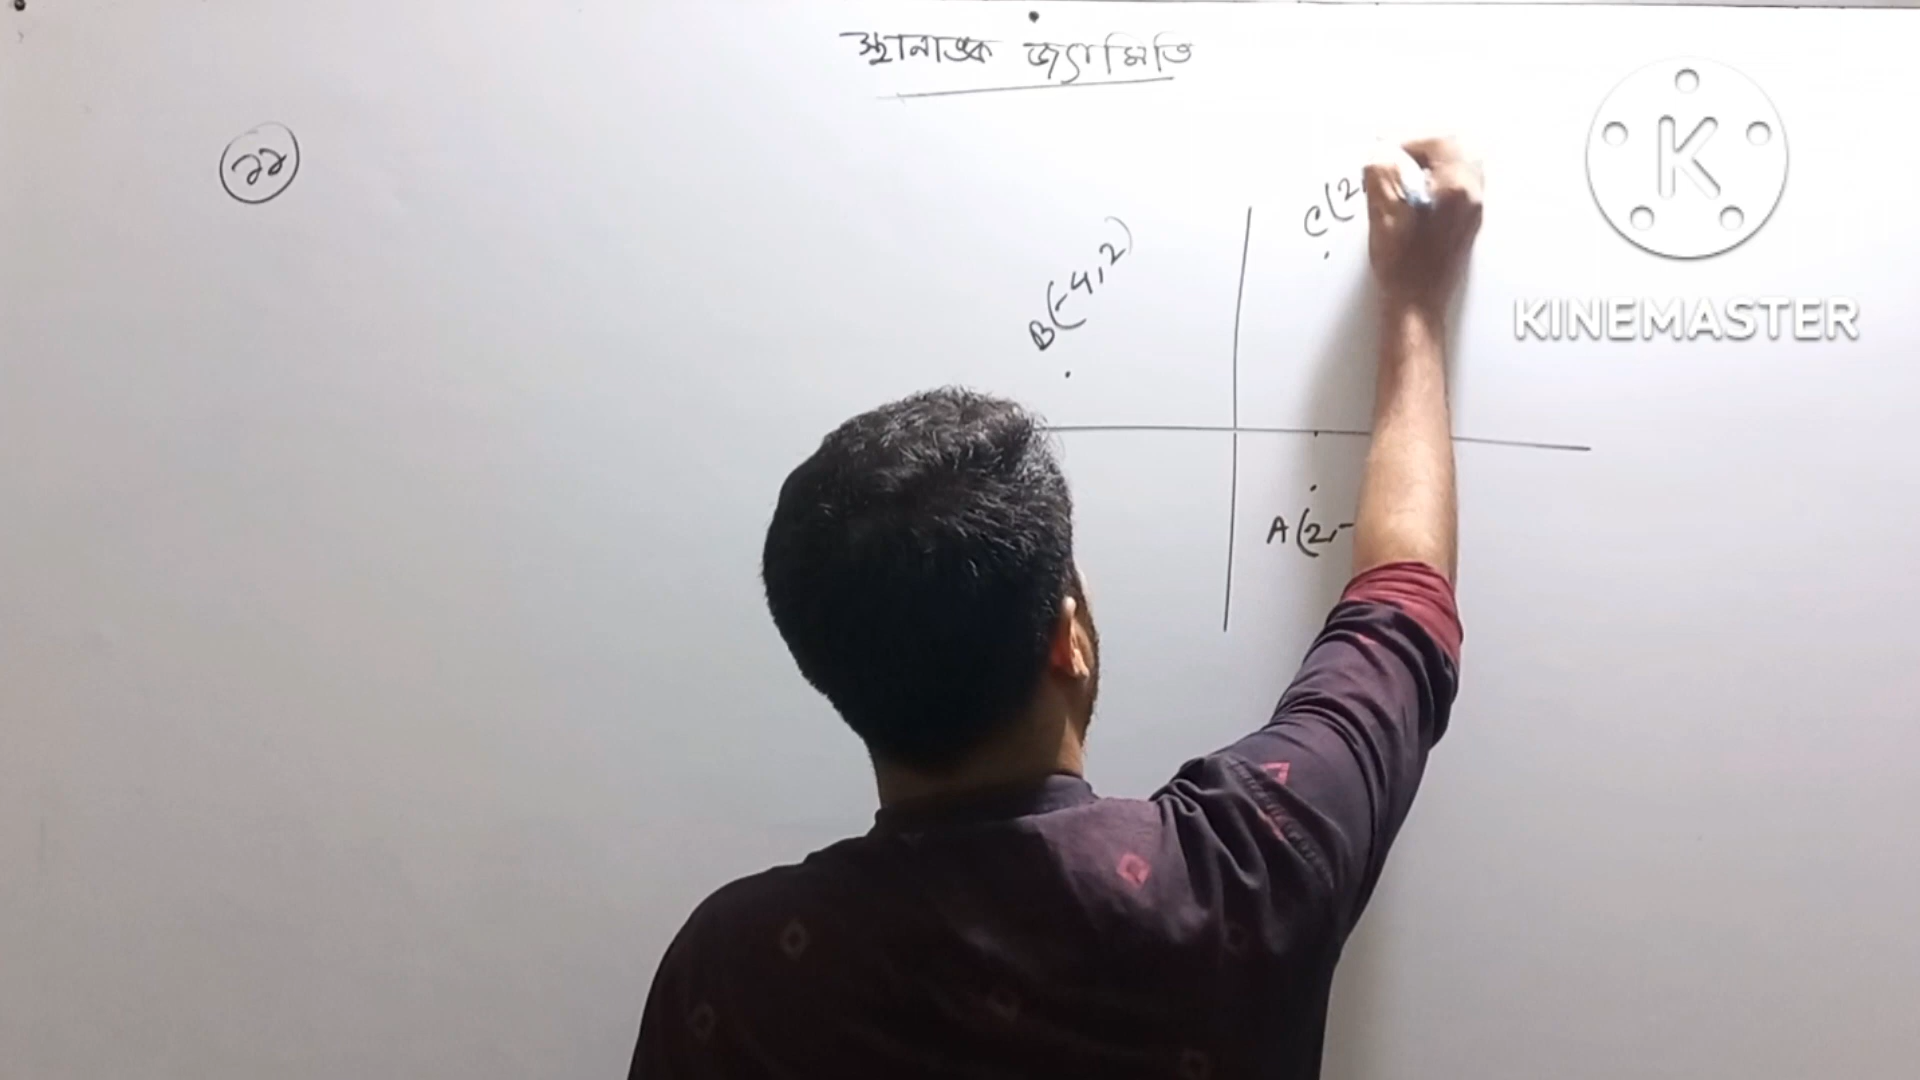 স্থানাঙ্ক জ্যামিতি
১১
C(2,
B(-4,2)
A(2,-
K
KINEMASTER